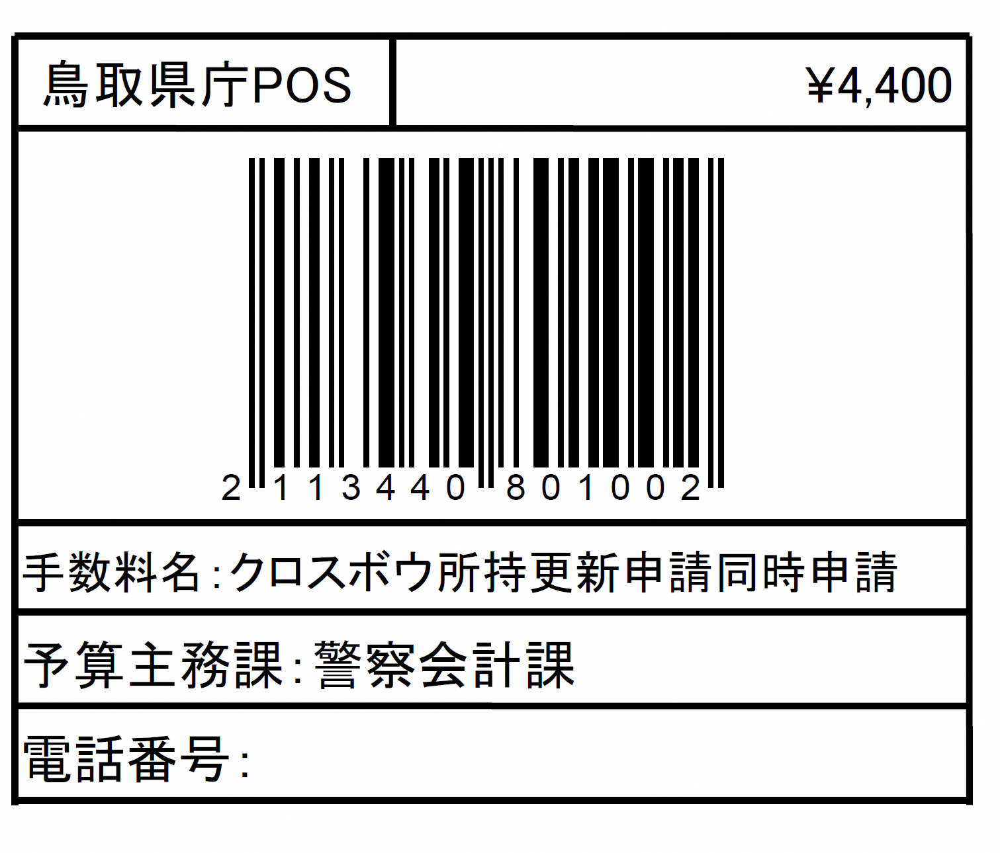 鳥取県庁POS ¥4,400
2 113440 801002
手数料名:クロスボウ所持更新申請同時申請
予算主務課:警察会計課
電話番号: